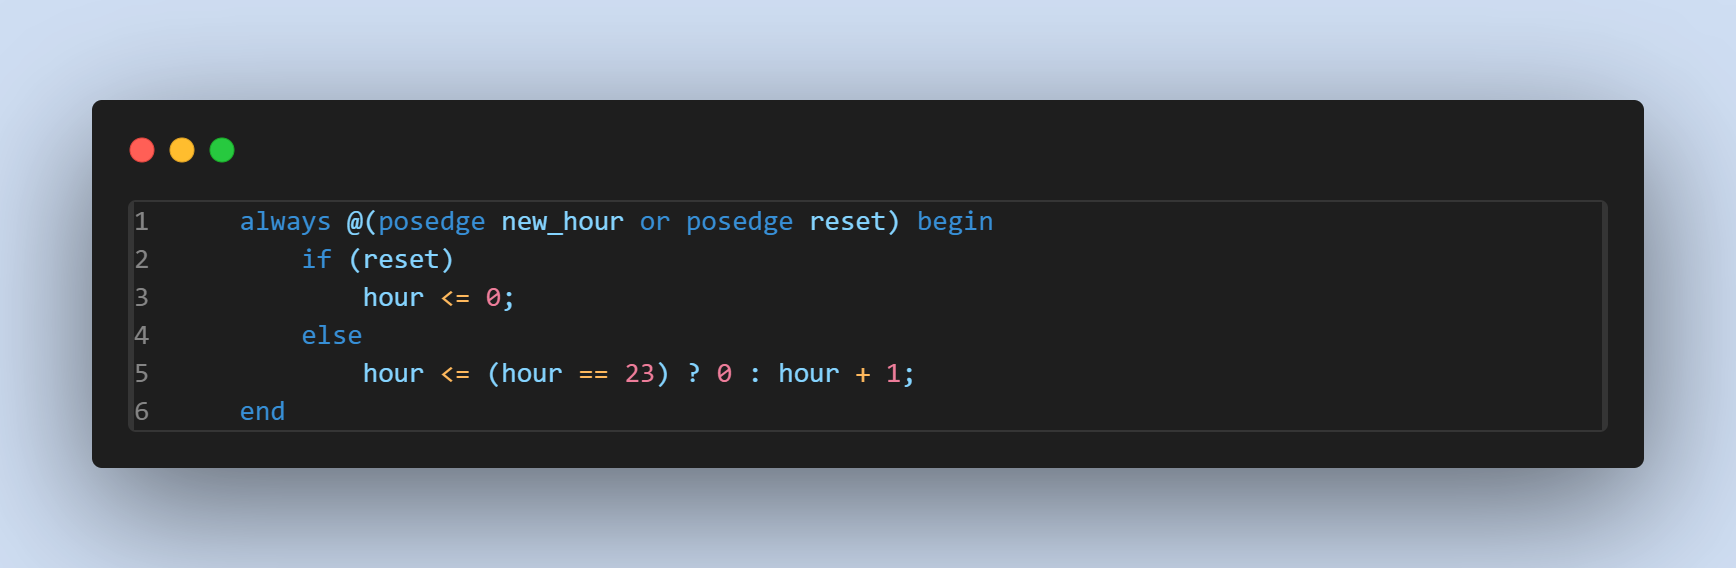 1 always @(posedge new_hour or posedge reset) begin
2 if (reset)
3 hour <= 0;
4 else
5 hour <= (hour == 23) ? 0 : hour + 1;
6 end